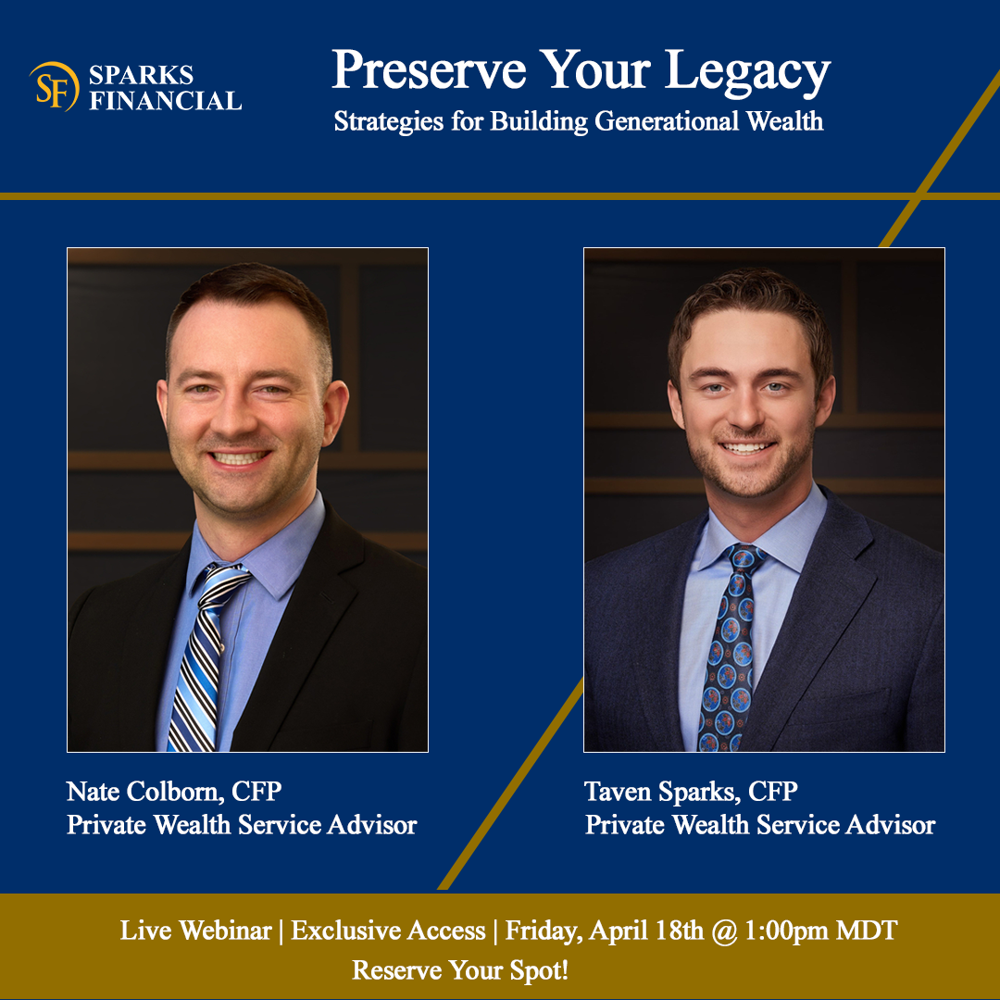 SF
SPARKS
FINANCIAL
Preserve Your Legacy
Strategies for Building Generational Wealth
Nate Colborn, CFP
Private Wealth Service Advisor
Taven Sparks, CFP
Private Wealth Service Advisor
Live Webinar | Exclusive Access | Friday, April 18th @ 1:00pm MDT
Reserve Your Spot!